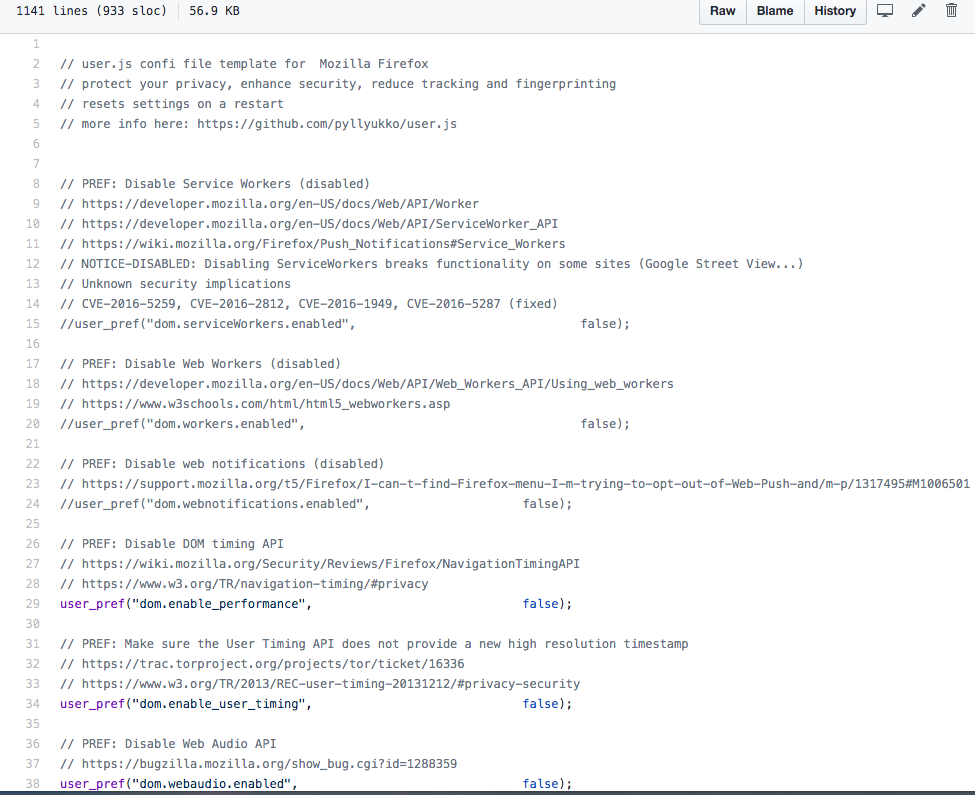 1141 lines (933 sloc) 56.9 KB Raw Blame History
1
2 // user.js confi file template for  Mozilla Firefox
3 // protect your privacy, enhance security, reduce tracking and fingerprinting
4 // resets settings on a restart
5 // more info here: https://github.com/pyllyukko/user.js
6
7
8 // PREF: Disable Service Workers (disabled)
9 // https://developer.mozilla.org/en-US/docs/Web/API/Worker
10 // https://developer.mozilla.org/en-US/docs/Web/API/ServiceWorker_API
11 // https://wiki.mozilla.org/Firefox/Push_Notifications#Service_Workers
12 // NOTICE-DISABLED: Disabling ServiceWorkers breaks functionality on some sites (Google Street View...)
13 // Unknown security implications
14 // CVE-2016-5259, CVE-2016-2812, CVE-2016-1949, CVE-2016-5287 (fixed)
15 //user_pref("dom.serviceWorkers.enabled", false);
16
17 // PREF: Disable Web Workers (disabled)
18 // https://developer.mozilla.org/en-US/docs/Web/API/Web_Workers_API/Using_web_workers
19 // https://www.w3schools.com/html/html5_webworkers.asp
20 //user_pref("dom.workers.enabled", false);
21
22 // PREF: Disable web notifications (disabled)
23 // https://support.mozilla.org/t5/Firefox/I-can-t-find-Firefox-menu-I-m-trying-to-opt-out-of-Web-Push-and/m-p/1317495#M1006501
24 //user_pref("dom.webnotifications.enabled", false);
25
26 // PREF: Disable DOM timing API
27 // https://wiki.mozilla.org/Security/Reviews/Firefox/NavigationTimingAPI
28 // https://www.w3.org/TR/navigation-timing/#privacy
29 user_pref("dom.enable_performance", false);
30
31 // PREF: Make sure the User Timing API does not provide a new high resolution timestamp
32 // https://trac.torproject.org/projects/tor/ticket/16336
33 // https://www.w3.org/TR/2013/REC-user-timing-20131212/#privacy-security
34 user_pref("dom.enable_user_timing", false);
35
36 // PREF: Disable Web Audio API
37 // https://bugzilla.mozilla.org/show_bug.cgi?id=1288359
38 user_pref("dom.webaudio.enabled", false);